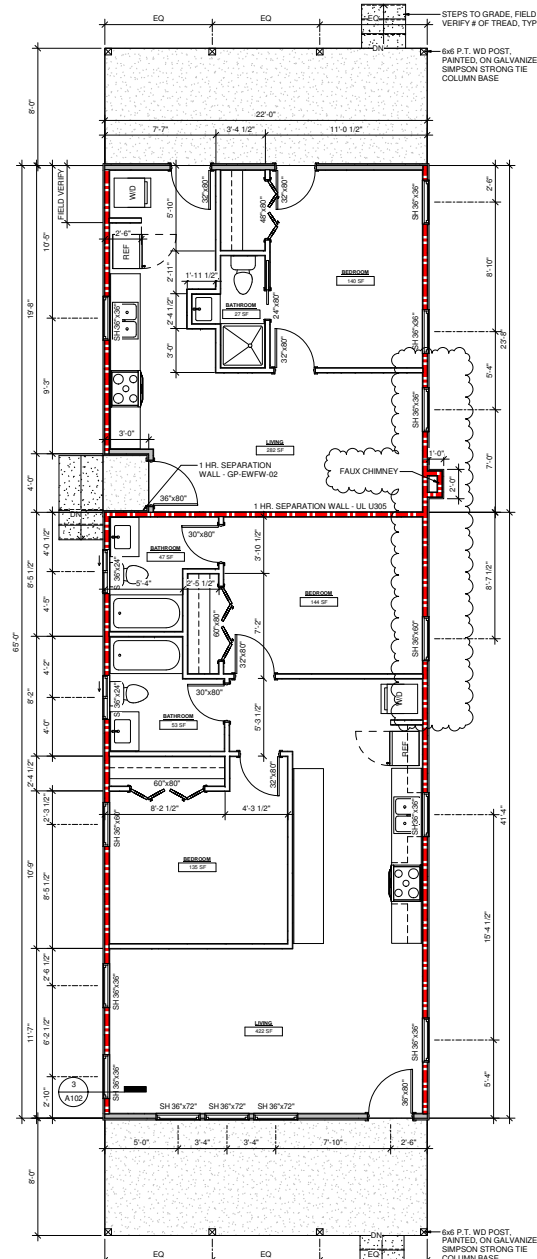 EQ
EQ
EQ
DN
STEPS TO GRADE, FIELD
VERIFY # OF TREAD, TYP
6x6 P.T. WD POST,
PAINTED, ON GALVANIZE
SIMPSON STRONG TIE
COLUMN BASE
8'-0"
22'-0"
7'-7"
3'-4 1/2"
11'-0 1/2"
FIELD VERIFY
W/D
32"x80"
48"x80"
32"x80"
SH 36"x36"
2'-6"
5'-10"
10'-5"
2'-6"
REF
2'-11"
1'-11 1/2"
BEDROOM
140 SF
8'-10"
19'-8"
SH 36"x36"
2'-4 1/2"
BATHROOM
27 SF
24"x80"
SH 36"x36"
23'-8"
3'-0"
32"x80"
5'-4"
9'-3"
SH 36"x36"
3'-0"
LIVING
282 SF
7'-0"
1 HR. SEPARATION
WALL - GP-EWFW-02
FAUX CHIMNEY
1'-0"
2'-0"
4'-0"
36"x80"
1 HR. SEPARATION WALL - UL U305
DN
30"x80"
4'-0 1/2"
BATHROOM
47 SF
3'-10 1/2"
8'-5 1/2"
36"x24"
5'-4"
2'-5 1/2"
BEDROOM
144 SF
8'-7 1/2"
4'-5"
60"x80"
7'-2"
SH 36"x60"
65'-0"
4'-2"
32"x80"
8'-2"
36"x24"
30"x80"
W/D
4'-0"
BATHROOM
53 SF
5'-3 1/2"
REF
2'-4 1/2"
60"x80"
32"x80"
2'-3 1/2"
8'-2 1/2"
4'-3 1/2"
SH 36"x36"
41'-4"
SH 36"x60"
10'-9"
BEDROOM
135 SF
8'-5 1/2"
15'-4 1/2"
2'-6 1/2"
SH 36"x36"
11'-7"
6'-2 1/2"
LIVING
422 SF
SH 36"x36"
3
A102
2'-10"
SH 36"x36"
36"x80"
5'-4"
SH 36"x72"
SH 36"x72"
SH 36"x72"
5'-0"
3'-4"
3'-4"
7'-10"
2'-6"
8'-0"
DN
EQ
EQ
EQ
6x6 P.T. WD POST,
PAINTED, ON GALVANIZE
SIMPSON STRONG TIE
COLUMN BASE